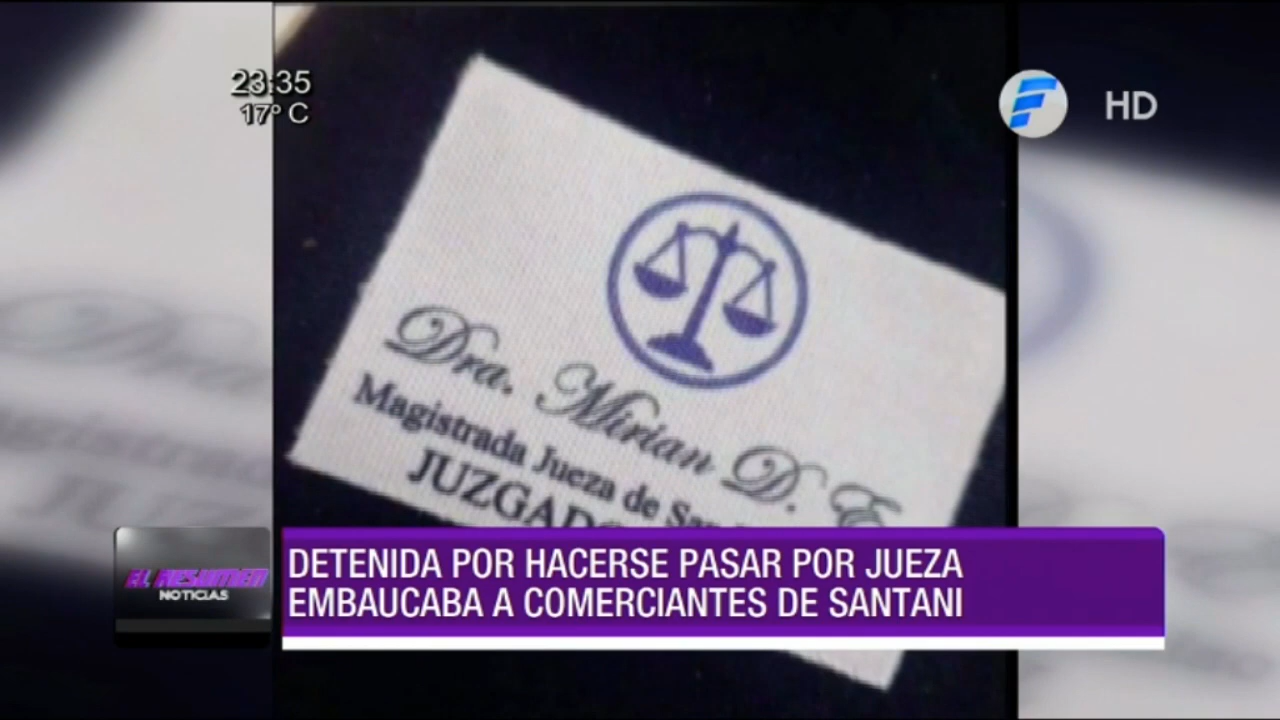 23:35
17° C
HD
Dra. Mirian D. E
Magistrada Jueza de
JUZGADO
EL RESUMEN
NOTICIAS
DETENIDA POR HACERSE PASAR POR JUEZA
EMBAUCABA A COMERCIANTES DE SANTANI